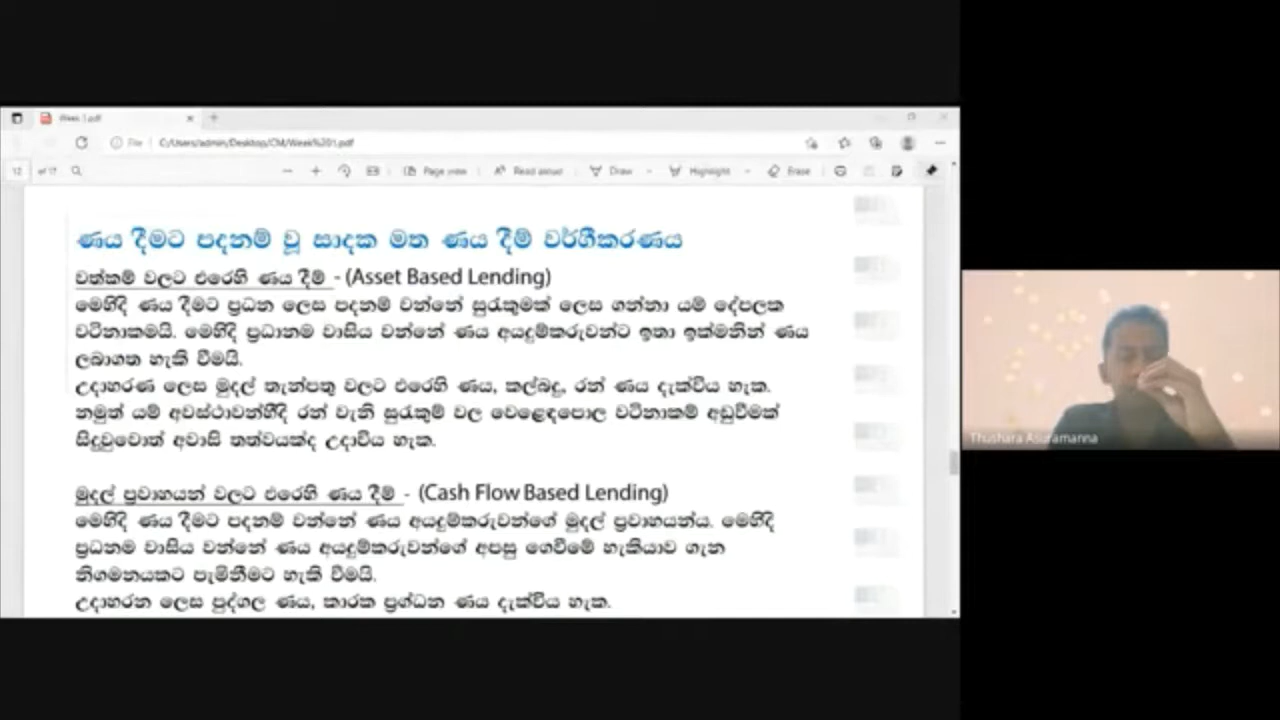 Week 1.pdf
File
C:/Users/admin/Desktop/CM/Week%201.pdf
12 of 17
Page view
Read aloud
Draw
Highlight
Erase
ණය දීමට පදනම් වූ සාදක මත ණය දීම් වර්ගීකරණය
වත්කම් වලට එරෙහි ණය දීම් - (Asset Based Lending)
මෙහිදි ණය දීමට ප්‍රධන ලෙස පදනම් වන්නේ සුරැකුමක් ලෙස ගන්නා යම් දේපලක
වටිනාකමයි. මෙහිදි ප්‍රධානම වාසිය වන්නේ ණය අයදුම්කරුවන්ට ඉතා ඉක්මනින් ණය
ලබාගත හැකි වීමයි.
උදාහරණ ලෙස මුදල් තැන්පතු වලට එරෙහි ණය, කල්බදු, රන් ණය දැක්විය හැක.
නමුත් යම් අවස්ථාවන්හීදි රන් වැනි සුරැකුම් වල වෙළෙඳපොල වටිනාකම් අඩුවීමක්
සිදුවුවොත් අවාසි තත්වයක්ද උදාවිය හැක.
මුදල් ප්‍රවාහයන් වලට එරෙහි ණය දීම් - (Cash Flow Based Lending)
මෙහිදි ණය දීමට පදනම් වන්නේ ණය අයදුම්කරුවන්ගේ මුදල් ප්‍රවාහයන්ය. මෙහිදි
ප්‍රධනම වාසිය වන්නේ ණය අයදුම්කරුවන්ගේ අපසු ගෙවීමේ හැකියාව ගැන
නිගමනයකට පැමිනීමට හැකි වීමයි.
උදාහරන ලෙස පුද්ගල ණය, කාරක ප්‍රග්ධන ණය දැක්විය හැක.
Thushara Asuramanna